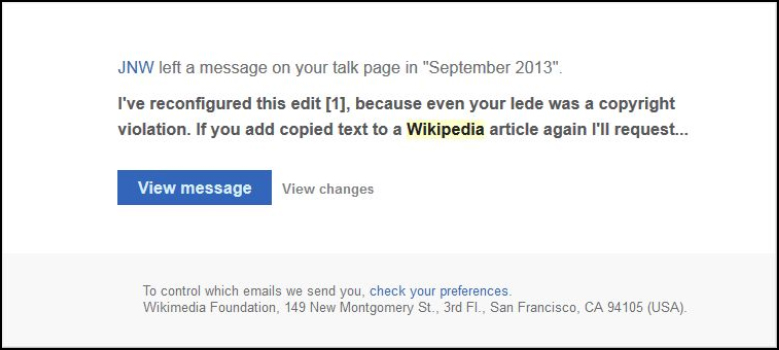 JNW left a message on your talk page in "September 2013".
I've reconfigured this edit [1], because even your lede was a copyright
violation. If you add copied text to a Wikipedia article again I'll request...
View message View changes
To control which emails we send you, check your preferences.
Wikimedia Foundation, 149 New Montgomery St., 3rd Fl., San Francisco, CA 94105 (USA).